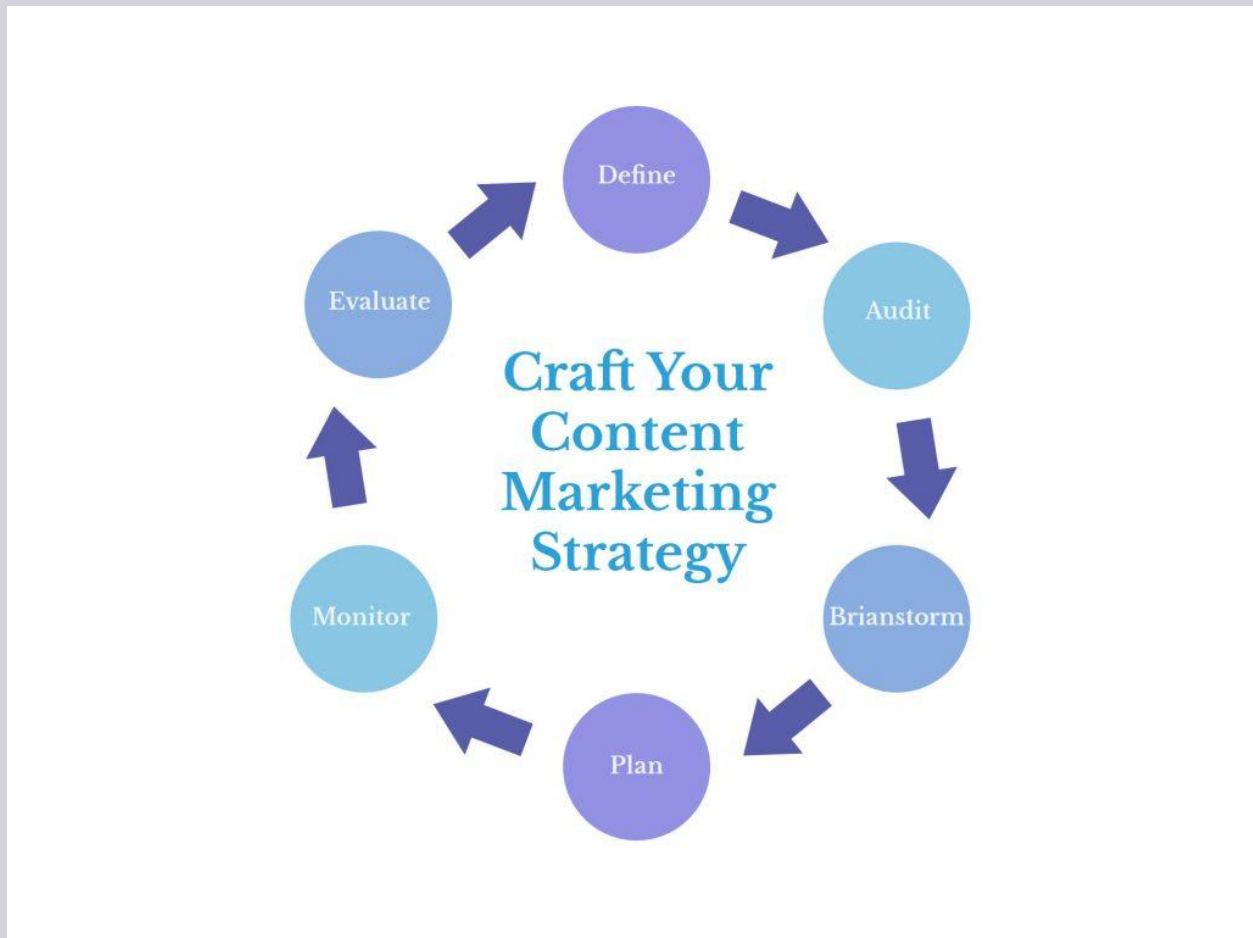 Define
Audit
Brianstorm
Plan
Monitor
Evaluate
Craft Your
Content
Marketing
Strategy